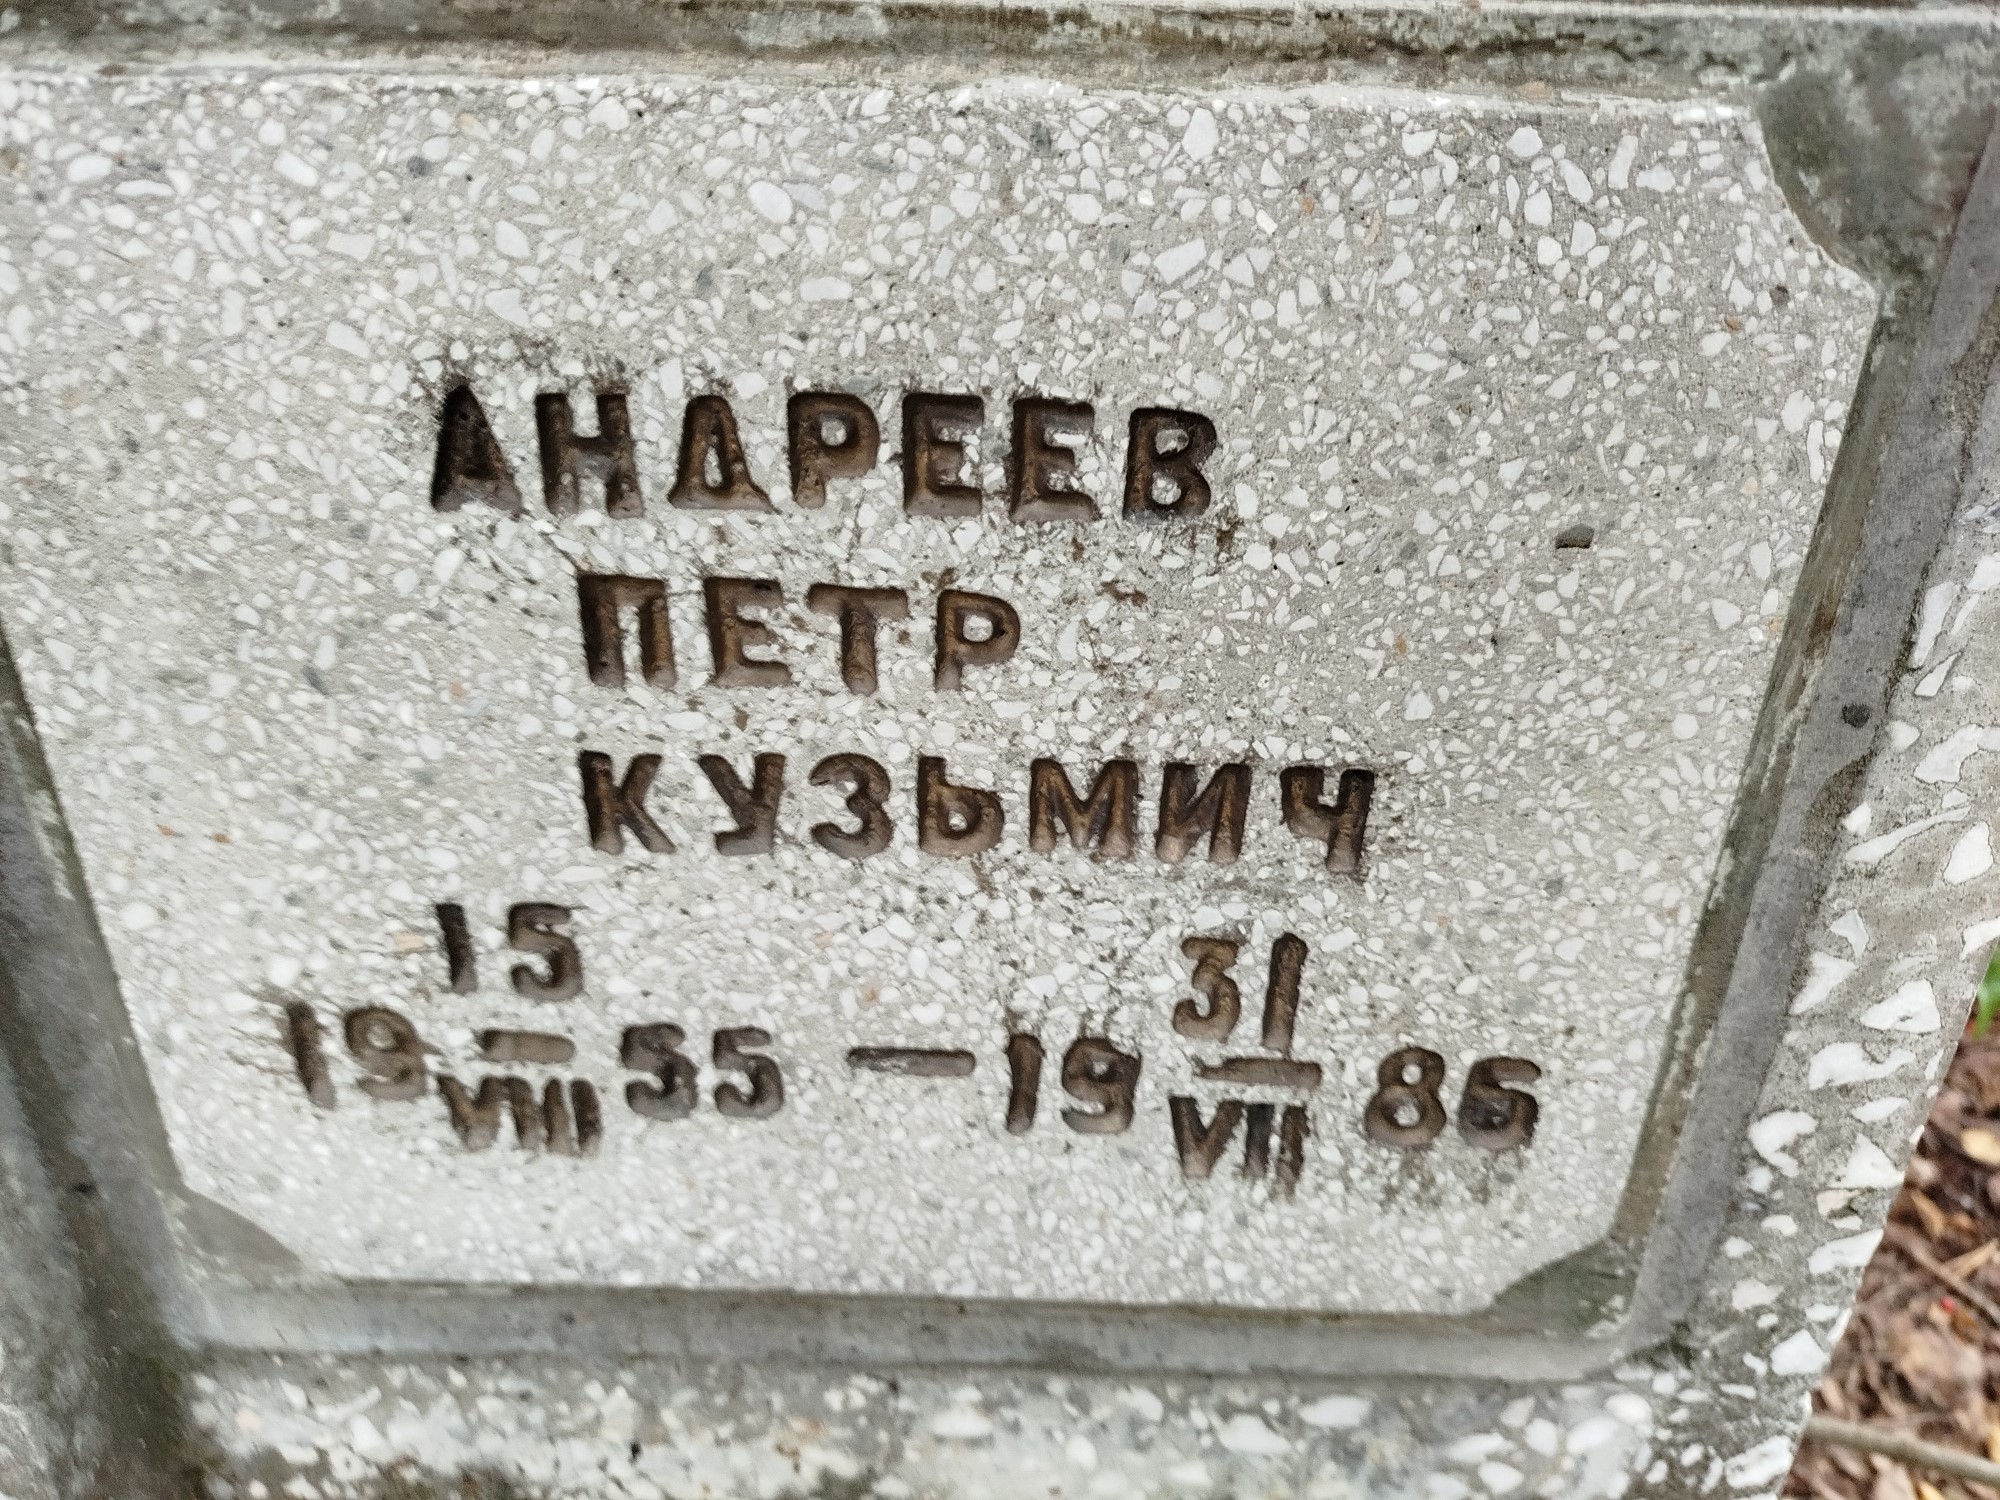 АНДРЕЕВ
ПЕТР
КУЗЬМИЧ
19 15/VIII 55 — 19 31/VII 86